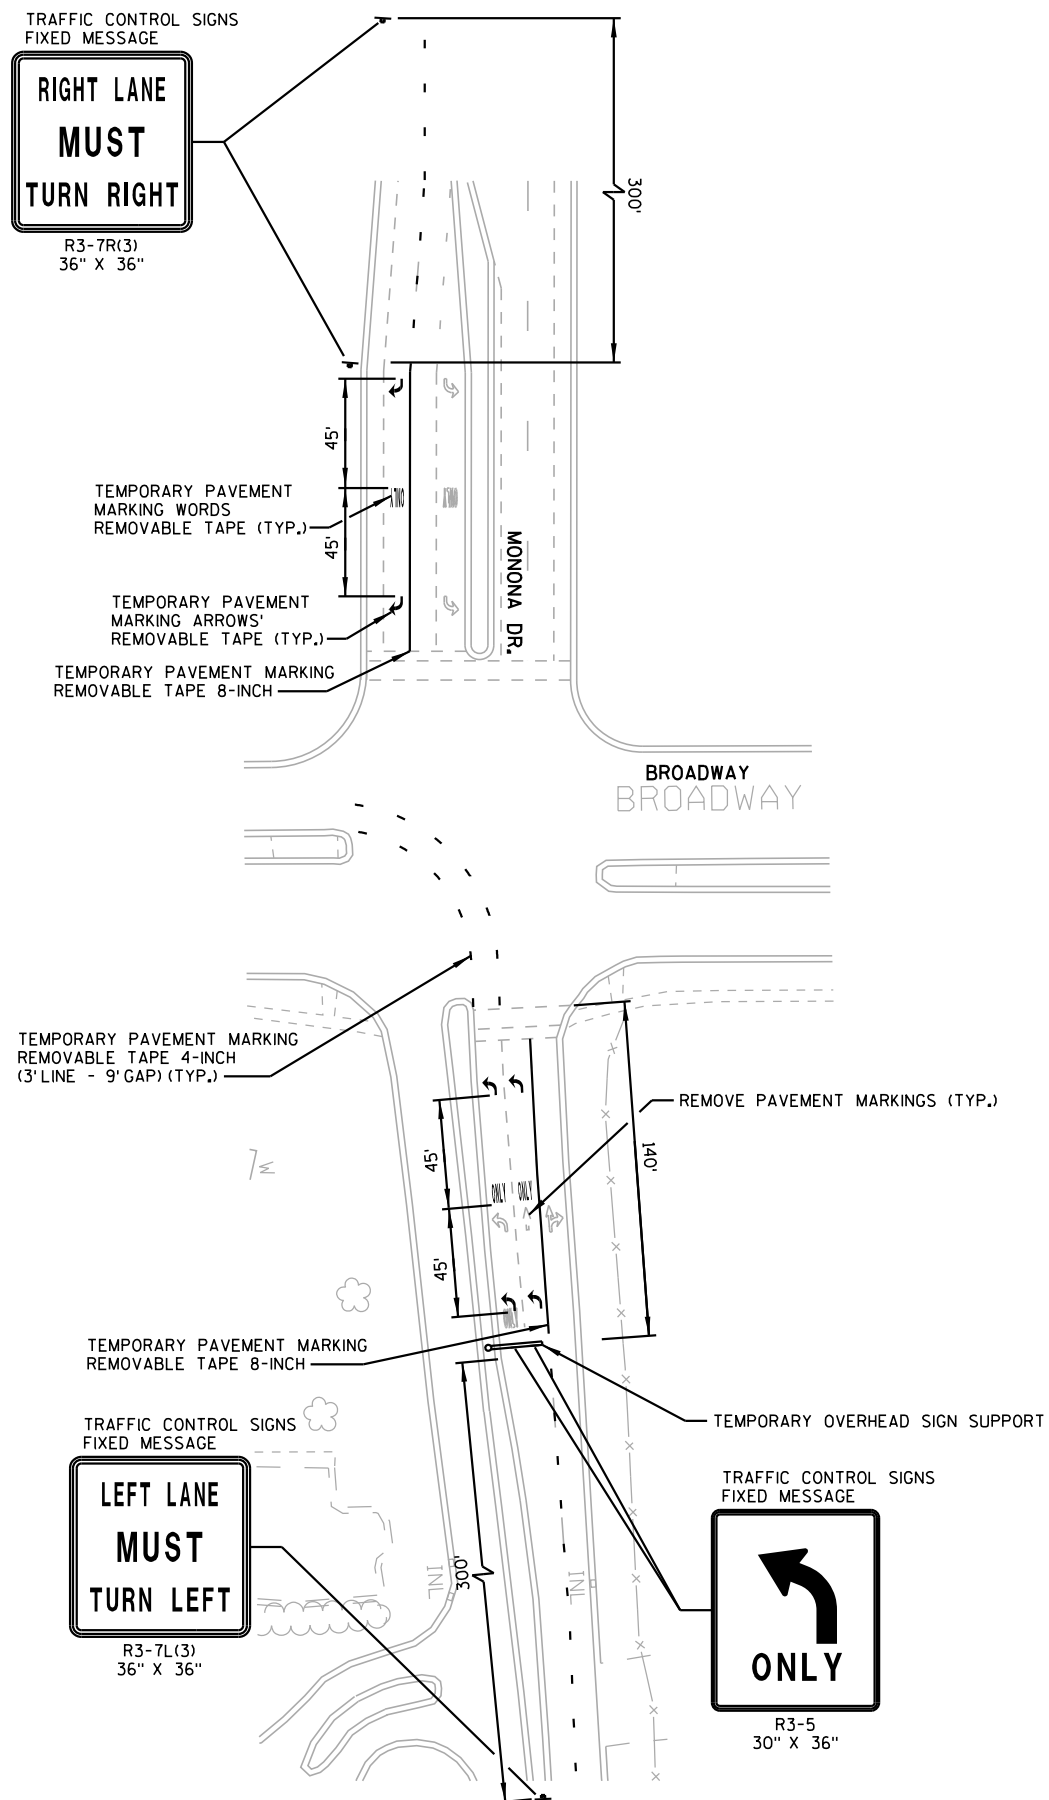 TRAFFIC CONTROL SIGNS
FIXED MESSAGE
RIGHT LANE
MUST
TURN RIGHT
R3-7R(3)
36" X 36"
300'
45'
ONLY
TEMPORARY PAVEMENT
MARKING WORDS
REMOVABLE TAPE (TYP.)
45'
MONONA DR.
TEMPORARY PAVEMENT
MARKING ARROWS'
REMOVABLE TAPE (TYP.)
TEMPORARY PAVEMENT MARKING
REMOVABLE TAPE 8-INCH
BROADWAY
BROADWAY
TEMPORARY PAVEMENT MARKING
REMOVABLE TAPE 4-INCH
(3' LINE - 9' GAP) (TYP.)
REMOVE PAVEMENT MARKINGS (TYP.)
140'
45'
ONLY ONLY
45'
ONLY
TEMPORARY PAVEMENT MARKING
REMOVABLE TAPE 8-INCH
TEMPORARY OVERHEAD SIGN SUPPORT
TRAFFIC CONTROL SIGNS
FIXED MESSAGE
LEFT LANE
MUST
TURN LEFT
R3-7L(3)
36" X 36"
300'
INL
INL
TRAFFIC CONTROL SIGNS
FIXED MESSAGE
ONLY
R3-5
30" X 36"